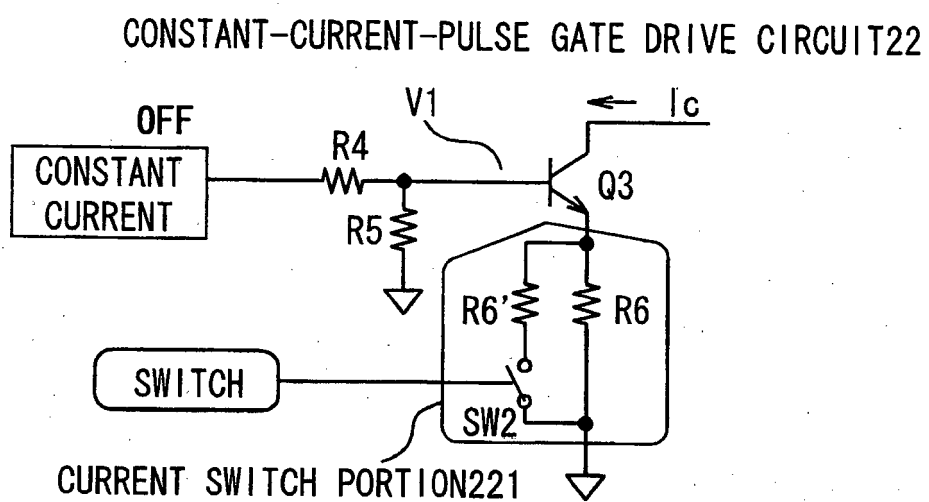 CONSTANT-CURRENT-PULSE GATE DRIVE CIRCUIT22
V1
Ic
OFF
CONSTANT
CURRENT
R4
Q3
R5
R6'
R6
SWITCH
SW2
CURRENT SWITCH PORTION221